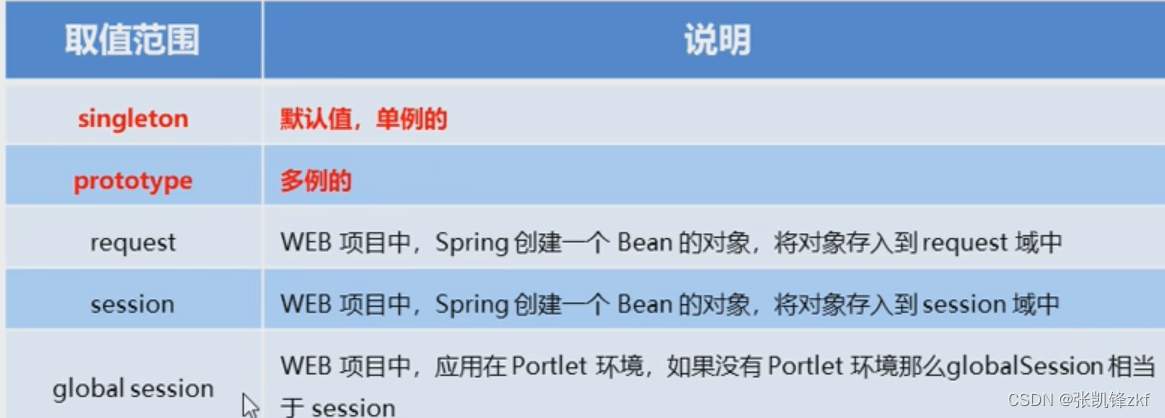 取值范围 说明
singleton 默认值，单例的
prototype 多例的
request WEB 项目中，Spring 创建一个 Bean 的对象，将对象存入到 request 域中
session WEB 项目中，Spring 创建一个 Bean 的对象，将对象存入到 session 域中
global session WEB 项目中，应用在 Portlet 环境，如果没有 Portlet 环境那么globalSession 相当
于 session
CSDN @张凯锋zkf